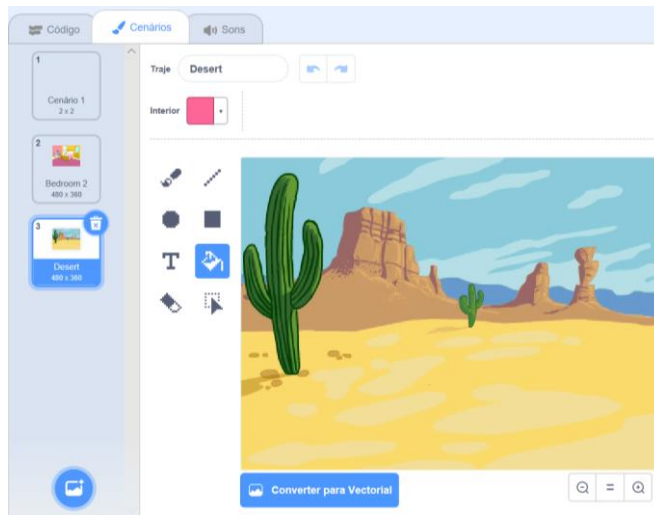 Código
Cenários
Sons
1
Cenário 1
2 x 2
2
Bedroom 2
480 x 360
3
Desert
480 x 360
Traje
Desert
Interior
T
Converter para Vectorial